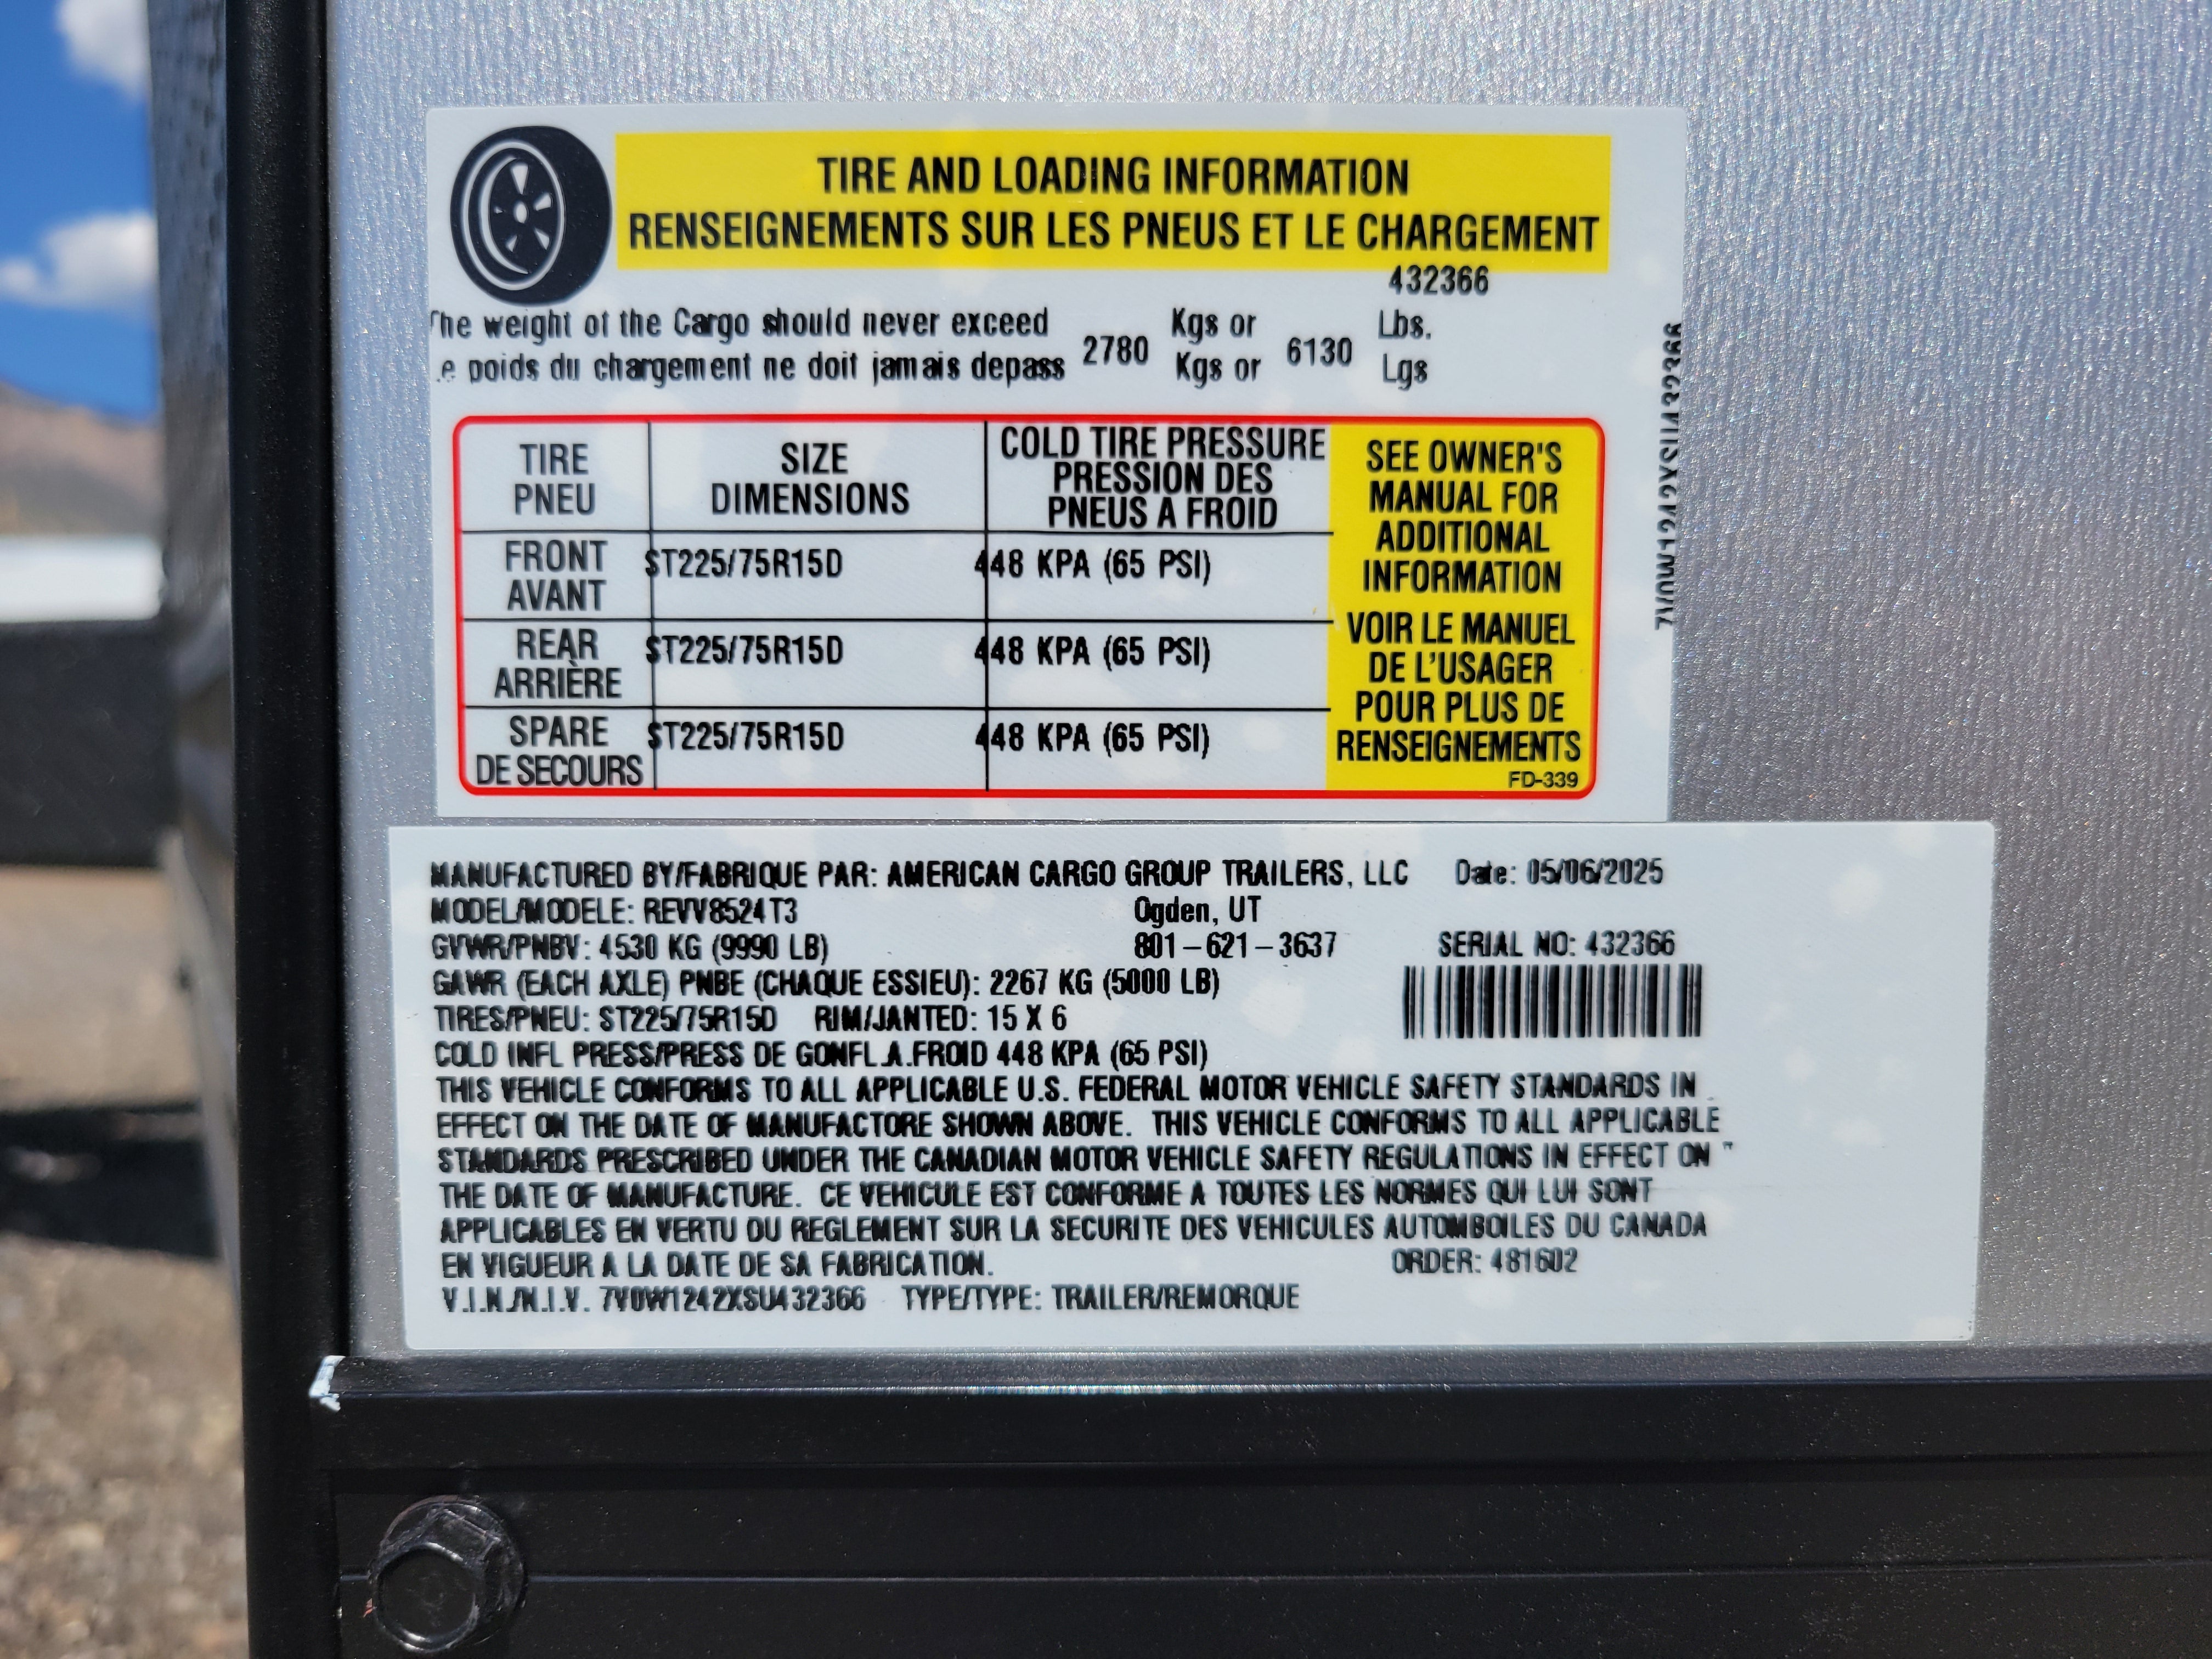 TIRE AND LOADING INFORMATION
RENSEIGNEMENTS SUR LES PNEUS ET LE CHARGEMENT
432366
The weight of the Cargo should never exceed 2780 Kgs or 6130 Lbs.
Le poids du chargement ne doit jamais depass Kgs or Lgs
TIRE PNEU
SIZE DIMENSIONS
COLD TIRE PRESSURE PRESSION DES PNEUS A FROID
FRONT AVANT ST225/75R15D 448 KPA (65 PSI)
REAR ARRIÈRE ST225/75R15D 448 KPA (65 PSI)
SPARE DE SECOURS ST225/75R15D 448 KPA (65 PSI)
SEE OWNER'S
MANUAL FOR
ADDITIONAL
INFORMATION
VOIR LE MANUEL
DE L'USAGER
POUR PLUS DE
RENSEIGNEMENTS
FD-339
7V0W1242XSU432366
MANUFACTURED BY/FABRIQUE PAR: AMERICAN CARGO GROUP TRAILERS, LLC Date: 05/06/2025
MODEL/MODELE: REVV8524T3 Ogden, UT
GVWR/PNBV: 4530 KG (9990 LB) 801-621-3637 SERIAL NO: 432366
GAWR (EACH AXLE) PNBE (CHAQUE ESSIEU): 2267 KG (5000 LB)
TIRES/PNEU: ST225/75R15D RIM/JANTED: 15 X 6
COLD INFL PRESS/PRESS DE GONFL.A.FROID 448 KPA (65 PSI)
THIS VEHICLE CONFORMS TO ALL APPLICABLE U.S. FEDERAL MOTOR VEHICLE SAFETY STANDARDS IN
EFFECT ON THE DATE OF MANUFACTORE SHOWN ABOVE. THIS VEHICLE CONFORMS TO ALL APPLICABLE
STANDARDS PRESCRIBED UNDER THE CANADIAN MOTOR VEHICLE SAFETY REGULATIONS IN EFFECT ON
THE DATE OF MANUFACTURE. CE VEHICULE EST CONFORME A TOUTES LES NORMES QUI LUI SONT
APPLICABLES EN VERTU DU REGLEMENT SUR LA SECURITE DES VEHICULES AUTOMBOILES DU CANADA
EN VIGUEUR A LA DATE DE SA FABRICATION. ORDER: 481602
V.I.N./N.I.V. 7V0W1242XSU432366 TYPE/TYPE: TRAILER/REMORQUE